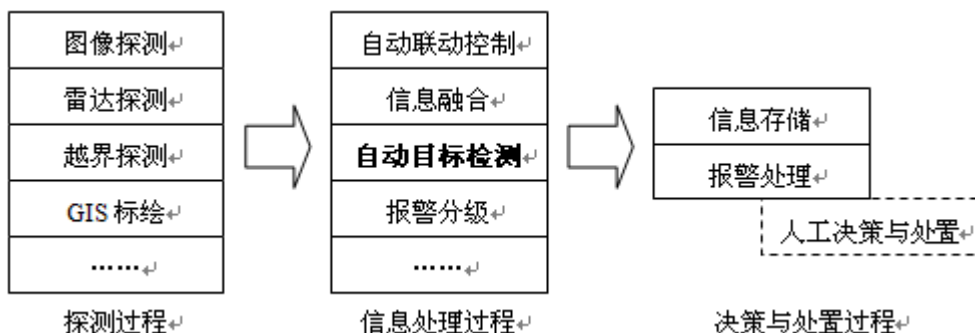 图像探测
雷达探测
越界探测
GIS 标绘
……
探测过程
自动联动控制
信息融合
自动目标检测
报警分级
……
信息处理过程
信息存储
报警处理
人工决策与处置
决策与处置过程